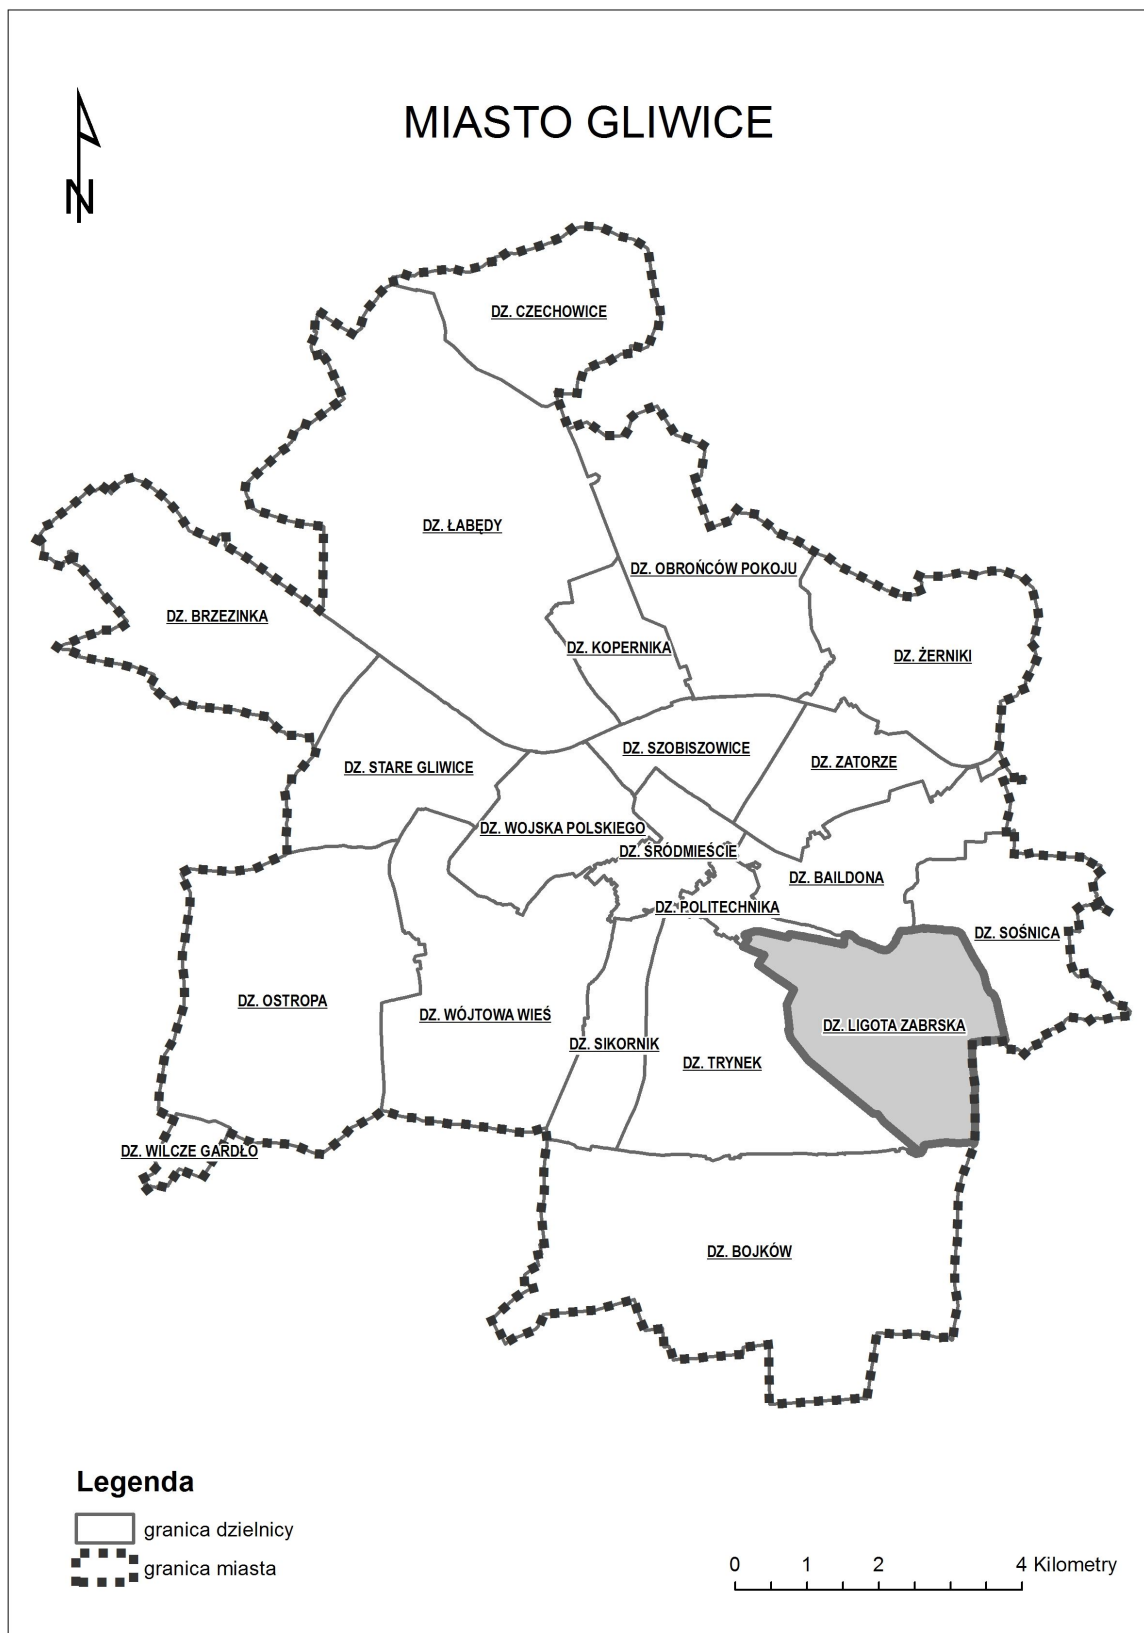 MIASTO GLIWICE
N
DZ. CZECHOWICE
DZ. ŁABĘDY
DZ. OBROŃCÓW POKOJU
DZ. BRZEZINKA
DZ. KOPERNIKA
DZ. ŻERNIKI
DZ. SZOBISZOWICE
DZ. ZATORZE
DZ. STARE GLIWICE
DZ. WOJSKA POLSKIEGO
DZ. ŚRÓDMIEŚCIE
DZ. BAILDONA
DZ. POLITECHNIKA
DZ. SOŚNICA
DZ. OSTROPA
DZ. WÓJTOWA WIEŚ
DZ. LIGOTA ZABRSKA
DZ. SIKORNIK
DZ. TRYNEK
DZ. WILCZE GARDŁO
DZ. BOJKÓW
Legenda
granica dzielnicy
granica miasta
0 1 2 4 Kilometry